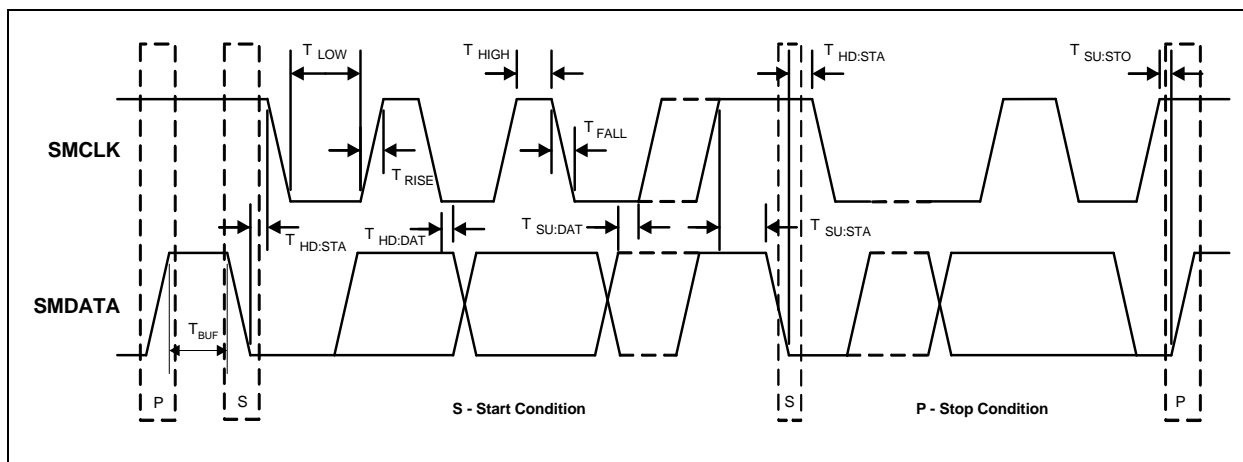 T LOW
T HIGH
T HD:STA
T SU:STO
SMCLK
T FALL
T RISE
T HD:STA
T HD:DAT
T SU:DAT
T SU:STA
SMDATA
T BUF
P
S
S - Start Condition
S
P - Stop Condition
P